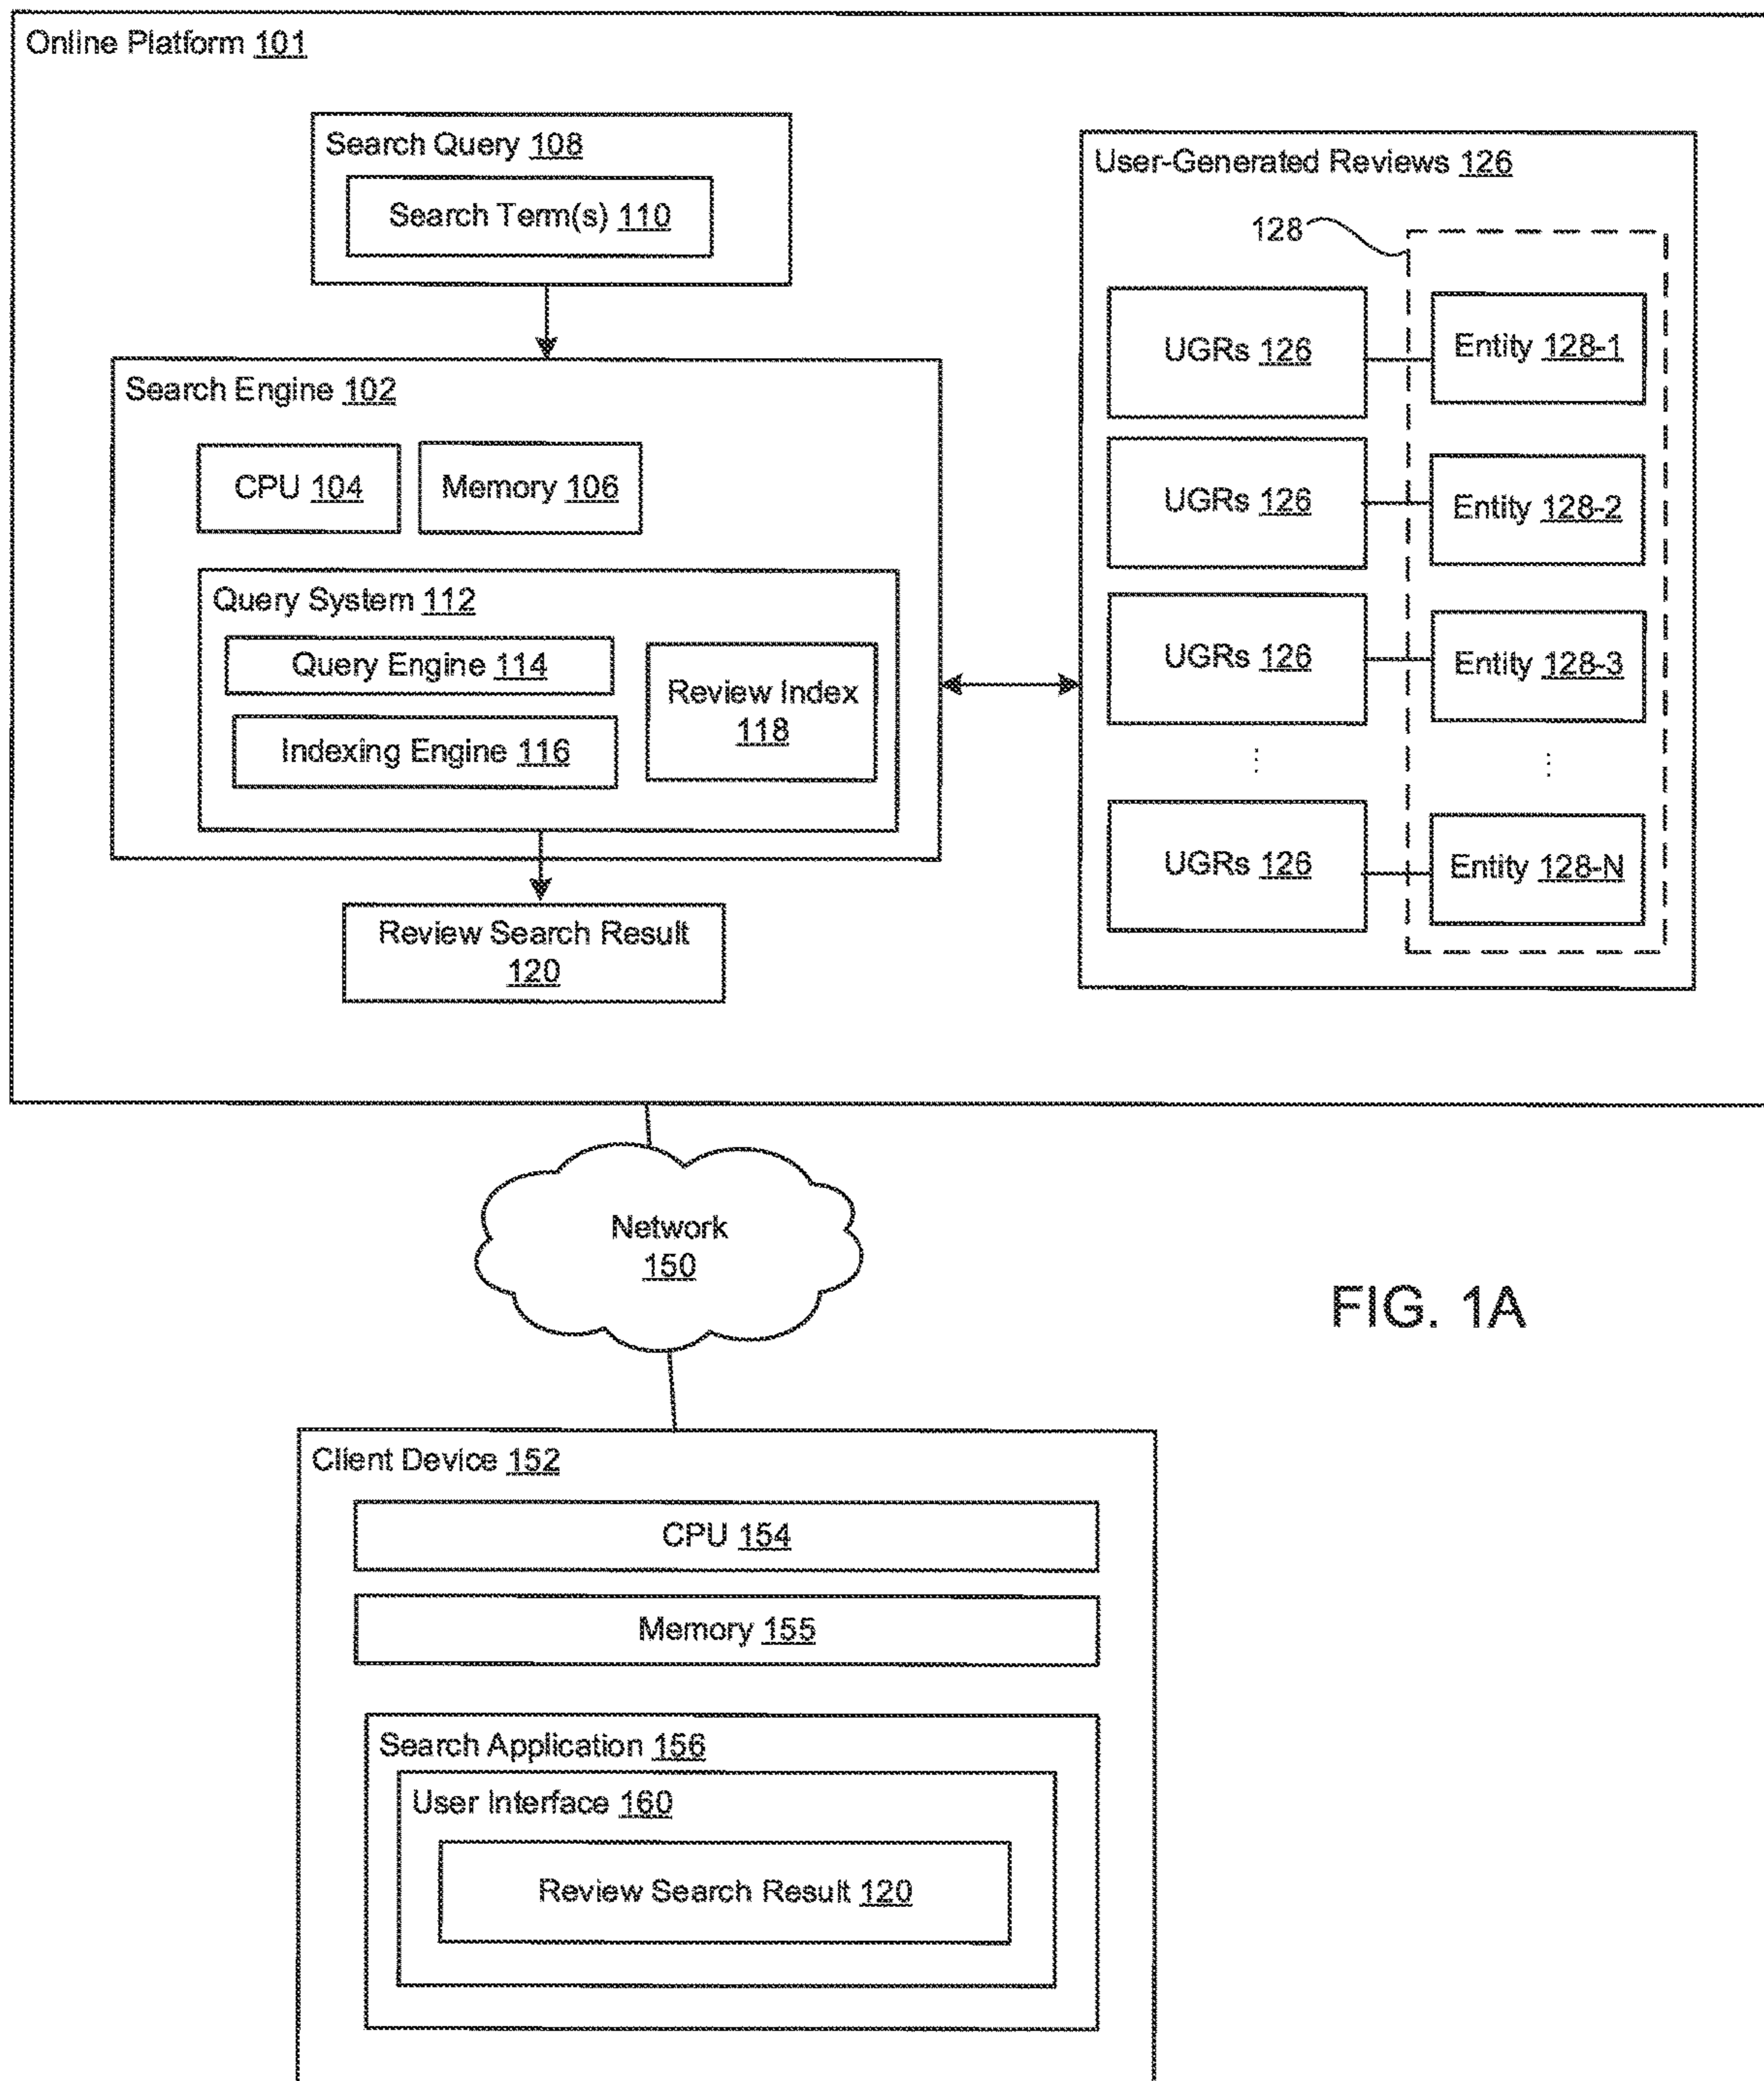 Online Platform 101
Search Query 108
Search Term(s) 110
Search Engine 102
CPU 104
Memory 106
Query System 112
Query Engine 114
Indexing Engine 116
Review Index
118
Review Search Result
120
User-Generated Reviews 126
128
UGRs 126
Entity 128-1
UGRs 126
Entity 128-2
UGRs 126
Entity 128-3
⋮
⋮
UGRs 126
Entity 128-N
Network
150
FIG. 1A
Client Device 152
CPU 154
Memory 155
Search Application 156
User Interface 160
Review Search Result 120